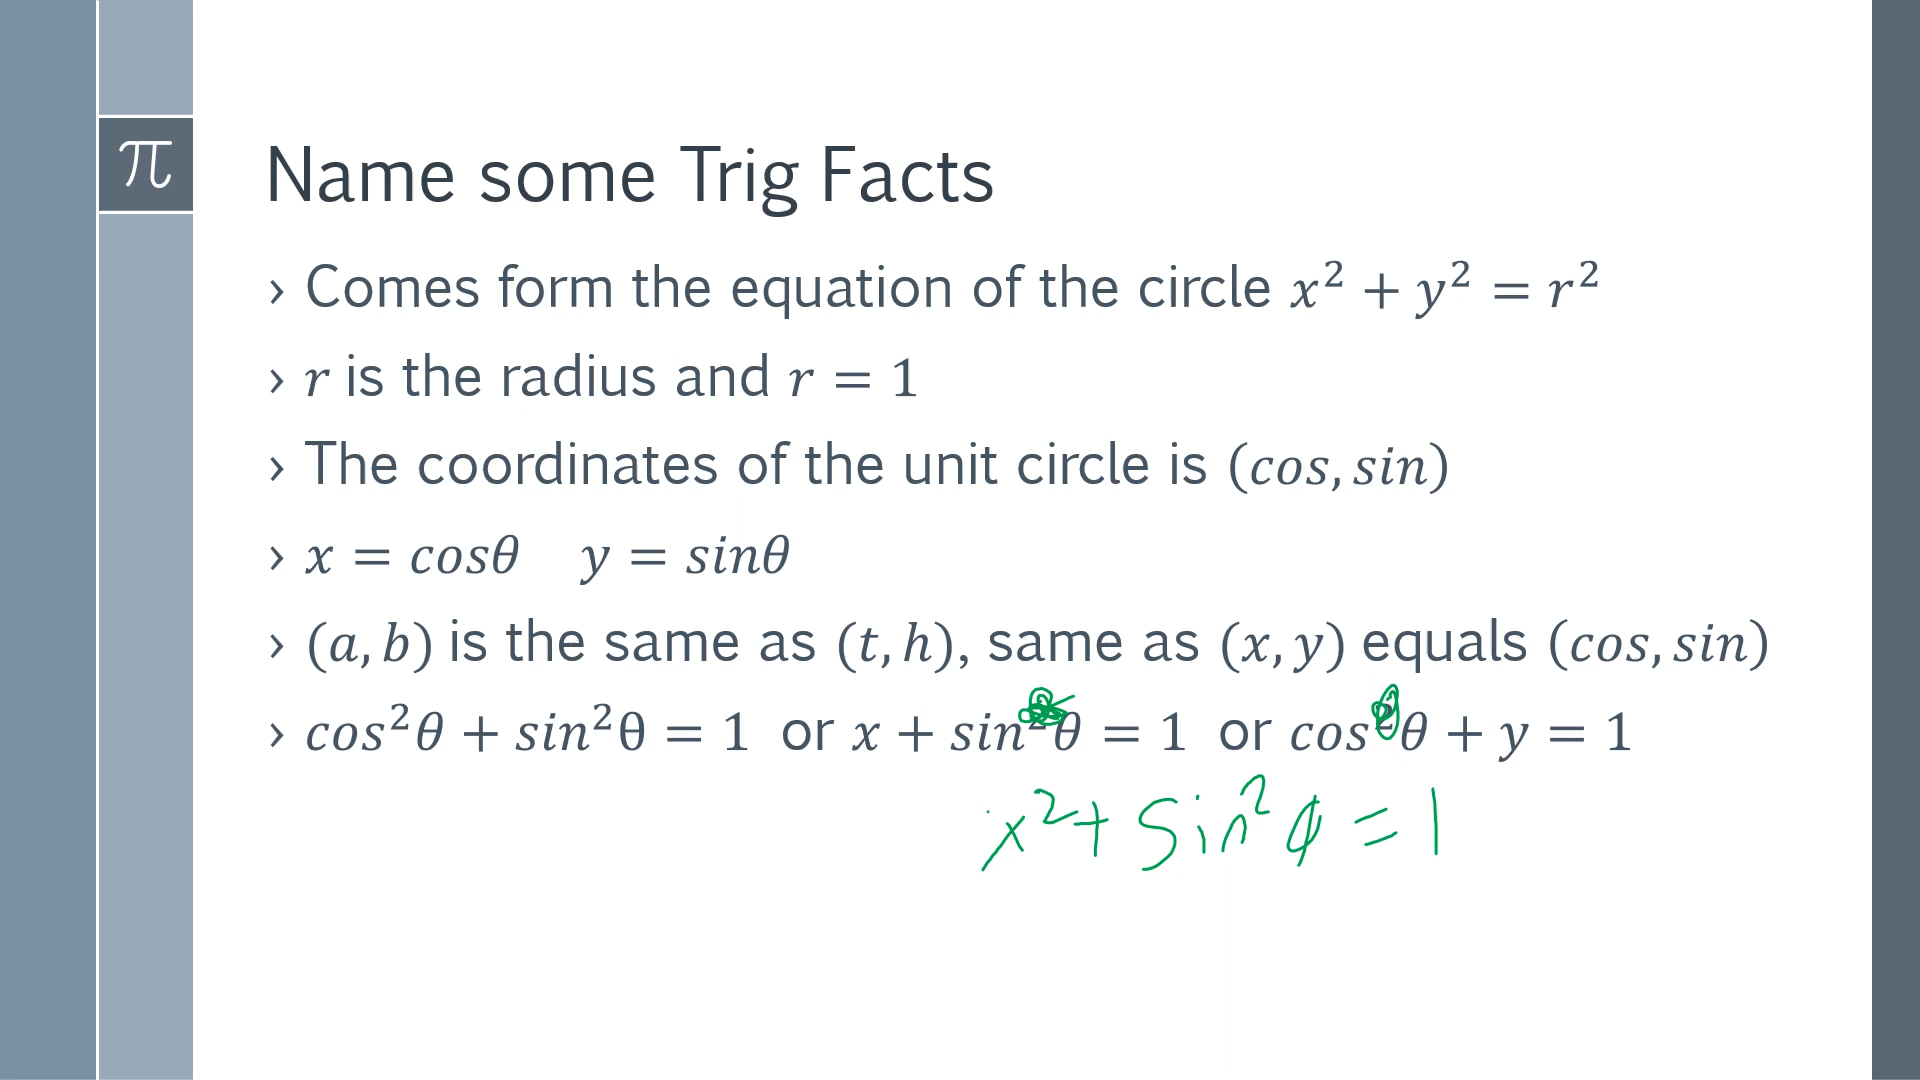 π
Name some Trig Facts
› Comes form the equation of the circle x² + y² = r²
› r is the radius and r = 1
› The coordinates of the unit circle is (cos, sin)
› x = cosθ y = sinθ
› (a, b) is the same as (t, h), same as (x, y) equals (cos, sin)
› cos²θ + sin²θ = 1 or x + sin²θ = 1 or cos²θ + y = 1
x² + Sin² θ = 1